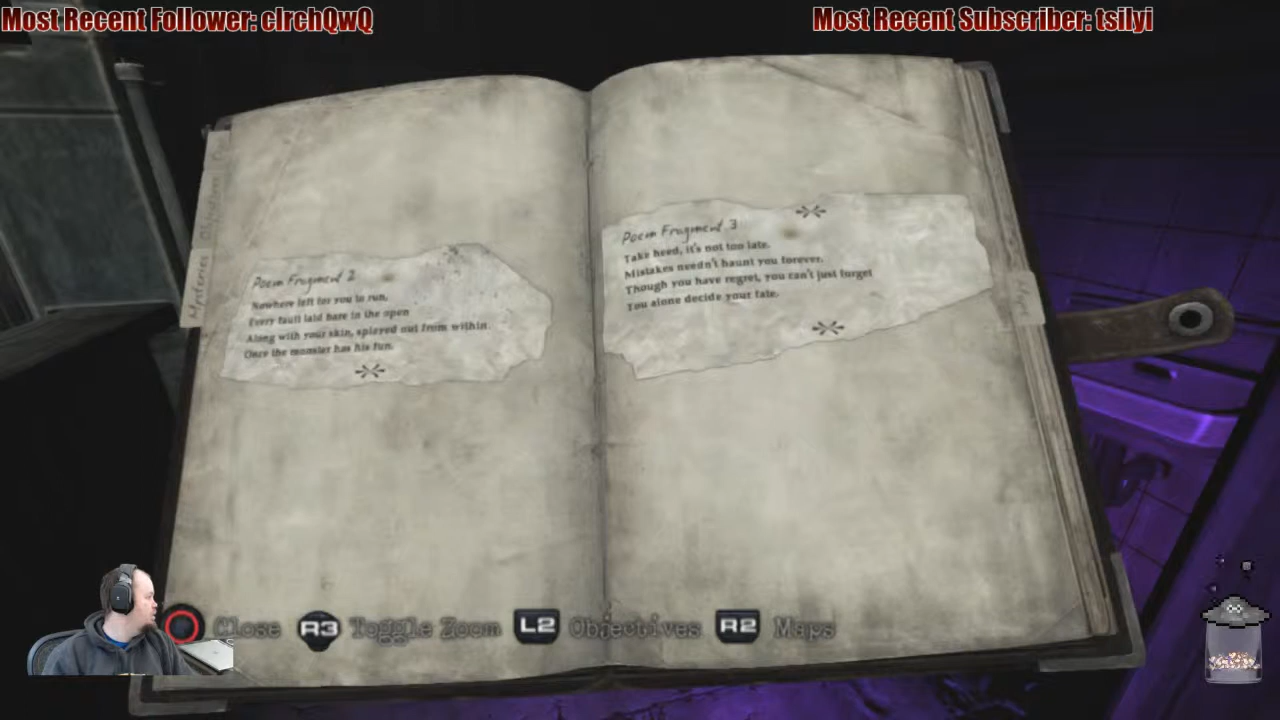 Most Recent Follower: clrchQwQ
Most Recent Subscriber: tsilyi
Mysteries
Poem Fragment 2
Nowhere left for you to run,
Every fault laid bare in the open
Along with your skin, splayed out from within.
Once the monster has his fun.
Poem Fragment 3
Take heed, it's not too late.
Mistakes needn't haunt you forever.
Though you have regret, you can't just forget
You alone decide your fate.
Close
R3 Toggle Zoom
L2 Objectives
R2 Maps